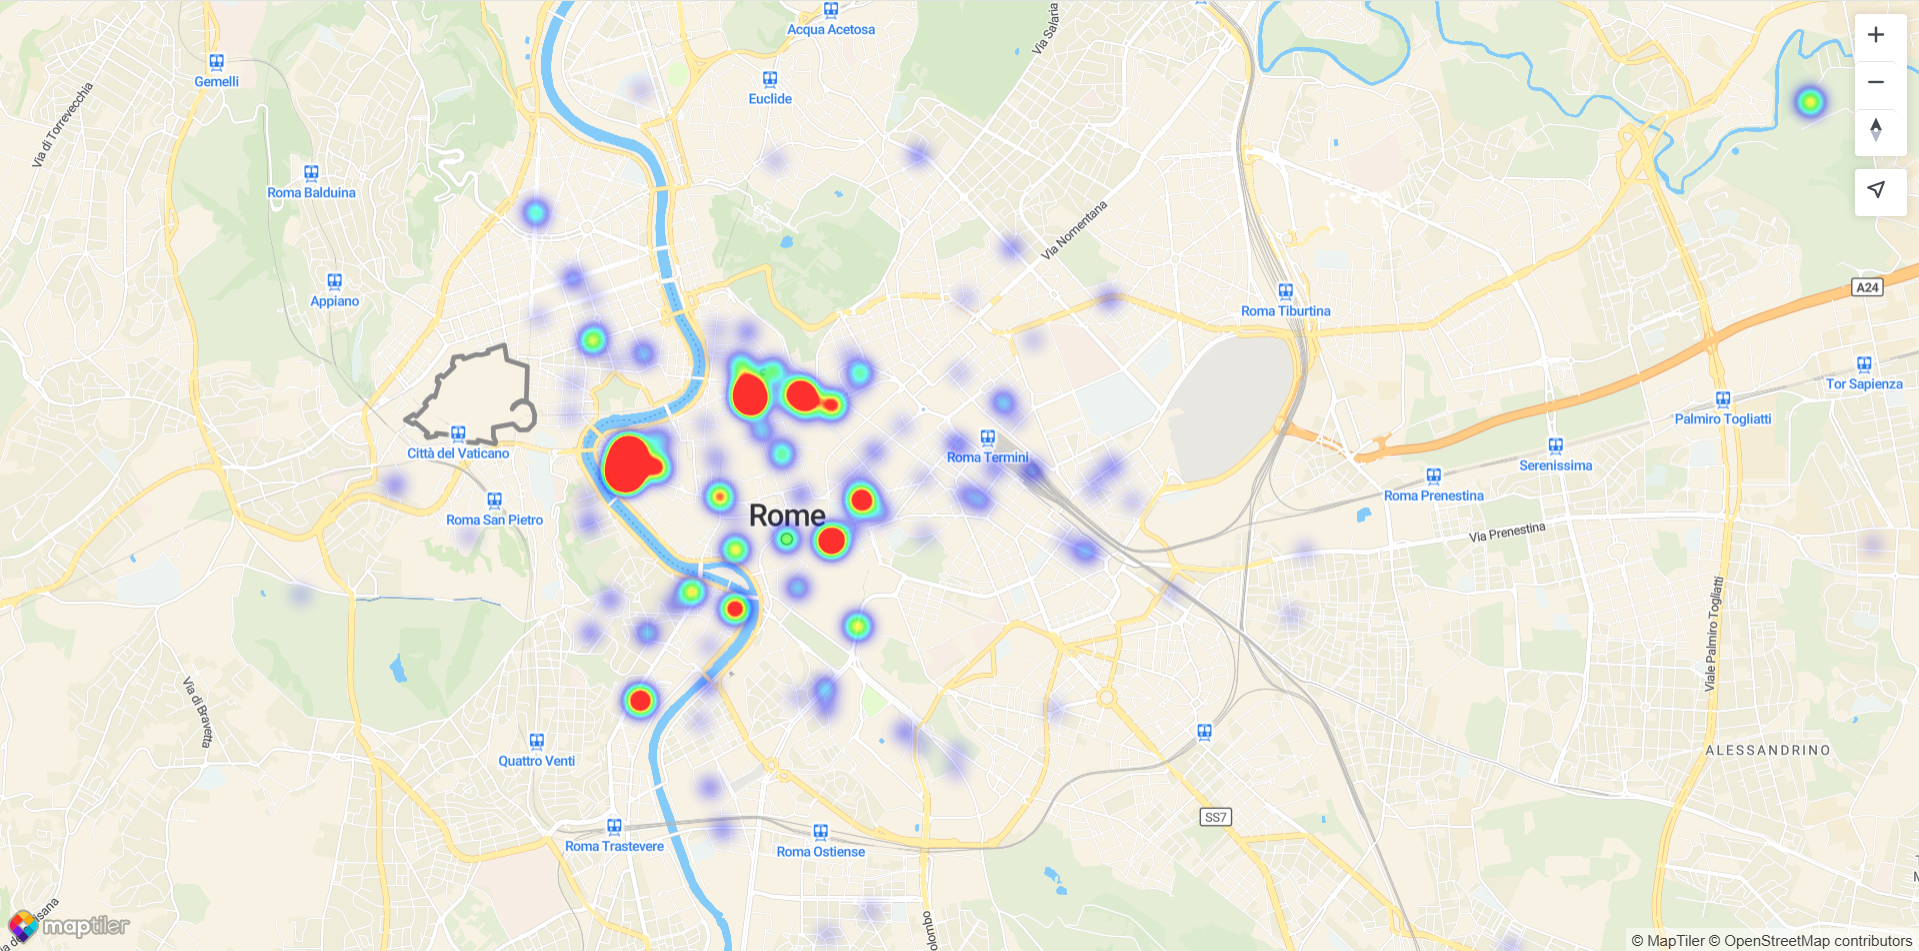 Acqua Acetosa
Via Salaria
Gemelli
Euclide
Via di Torrevecchia
Roma Balduina
Via Nomentana
Appiano
Roma Tiburtina
A24
Tor Sapienza
Palmiro Togliatti
Città del Vaticano
Roma Termini
Serenissima
Roma Prenestina
Roma San Pietro
Rome
Via Prenestina
Viale Palmiro Togliatti
Via di Bravetta
Quattro Venti
ALESSANDRINO
SS7
Roma Trastevere
Roma Ostiense
olombo
maptiler
© MapTiler © OpenStreetMap contributors